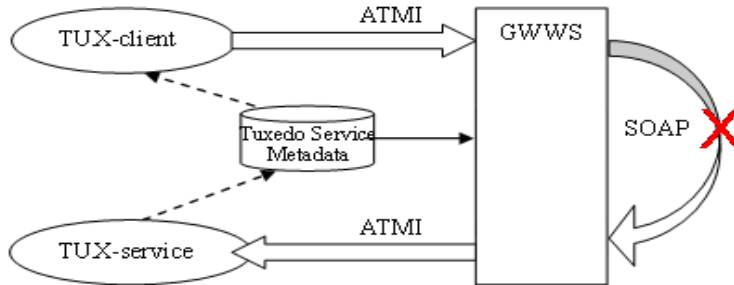 ATMI
TUX-client
GWWS
Tuxedo Service
Metadata
SOAP
ATMI
TUX-service